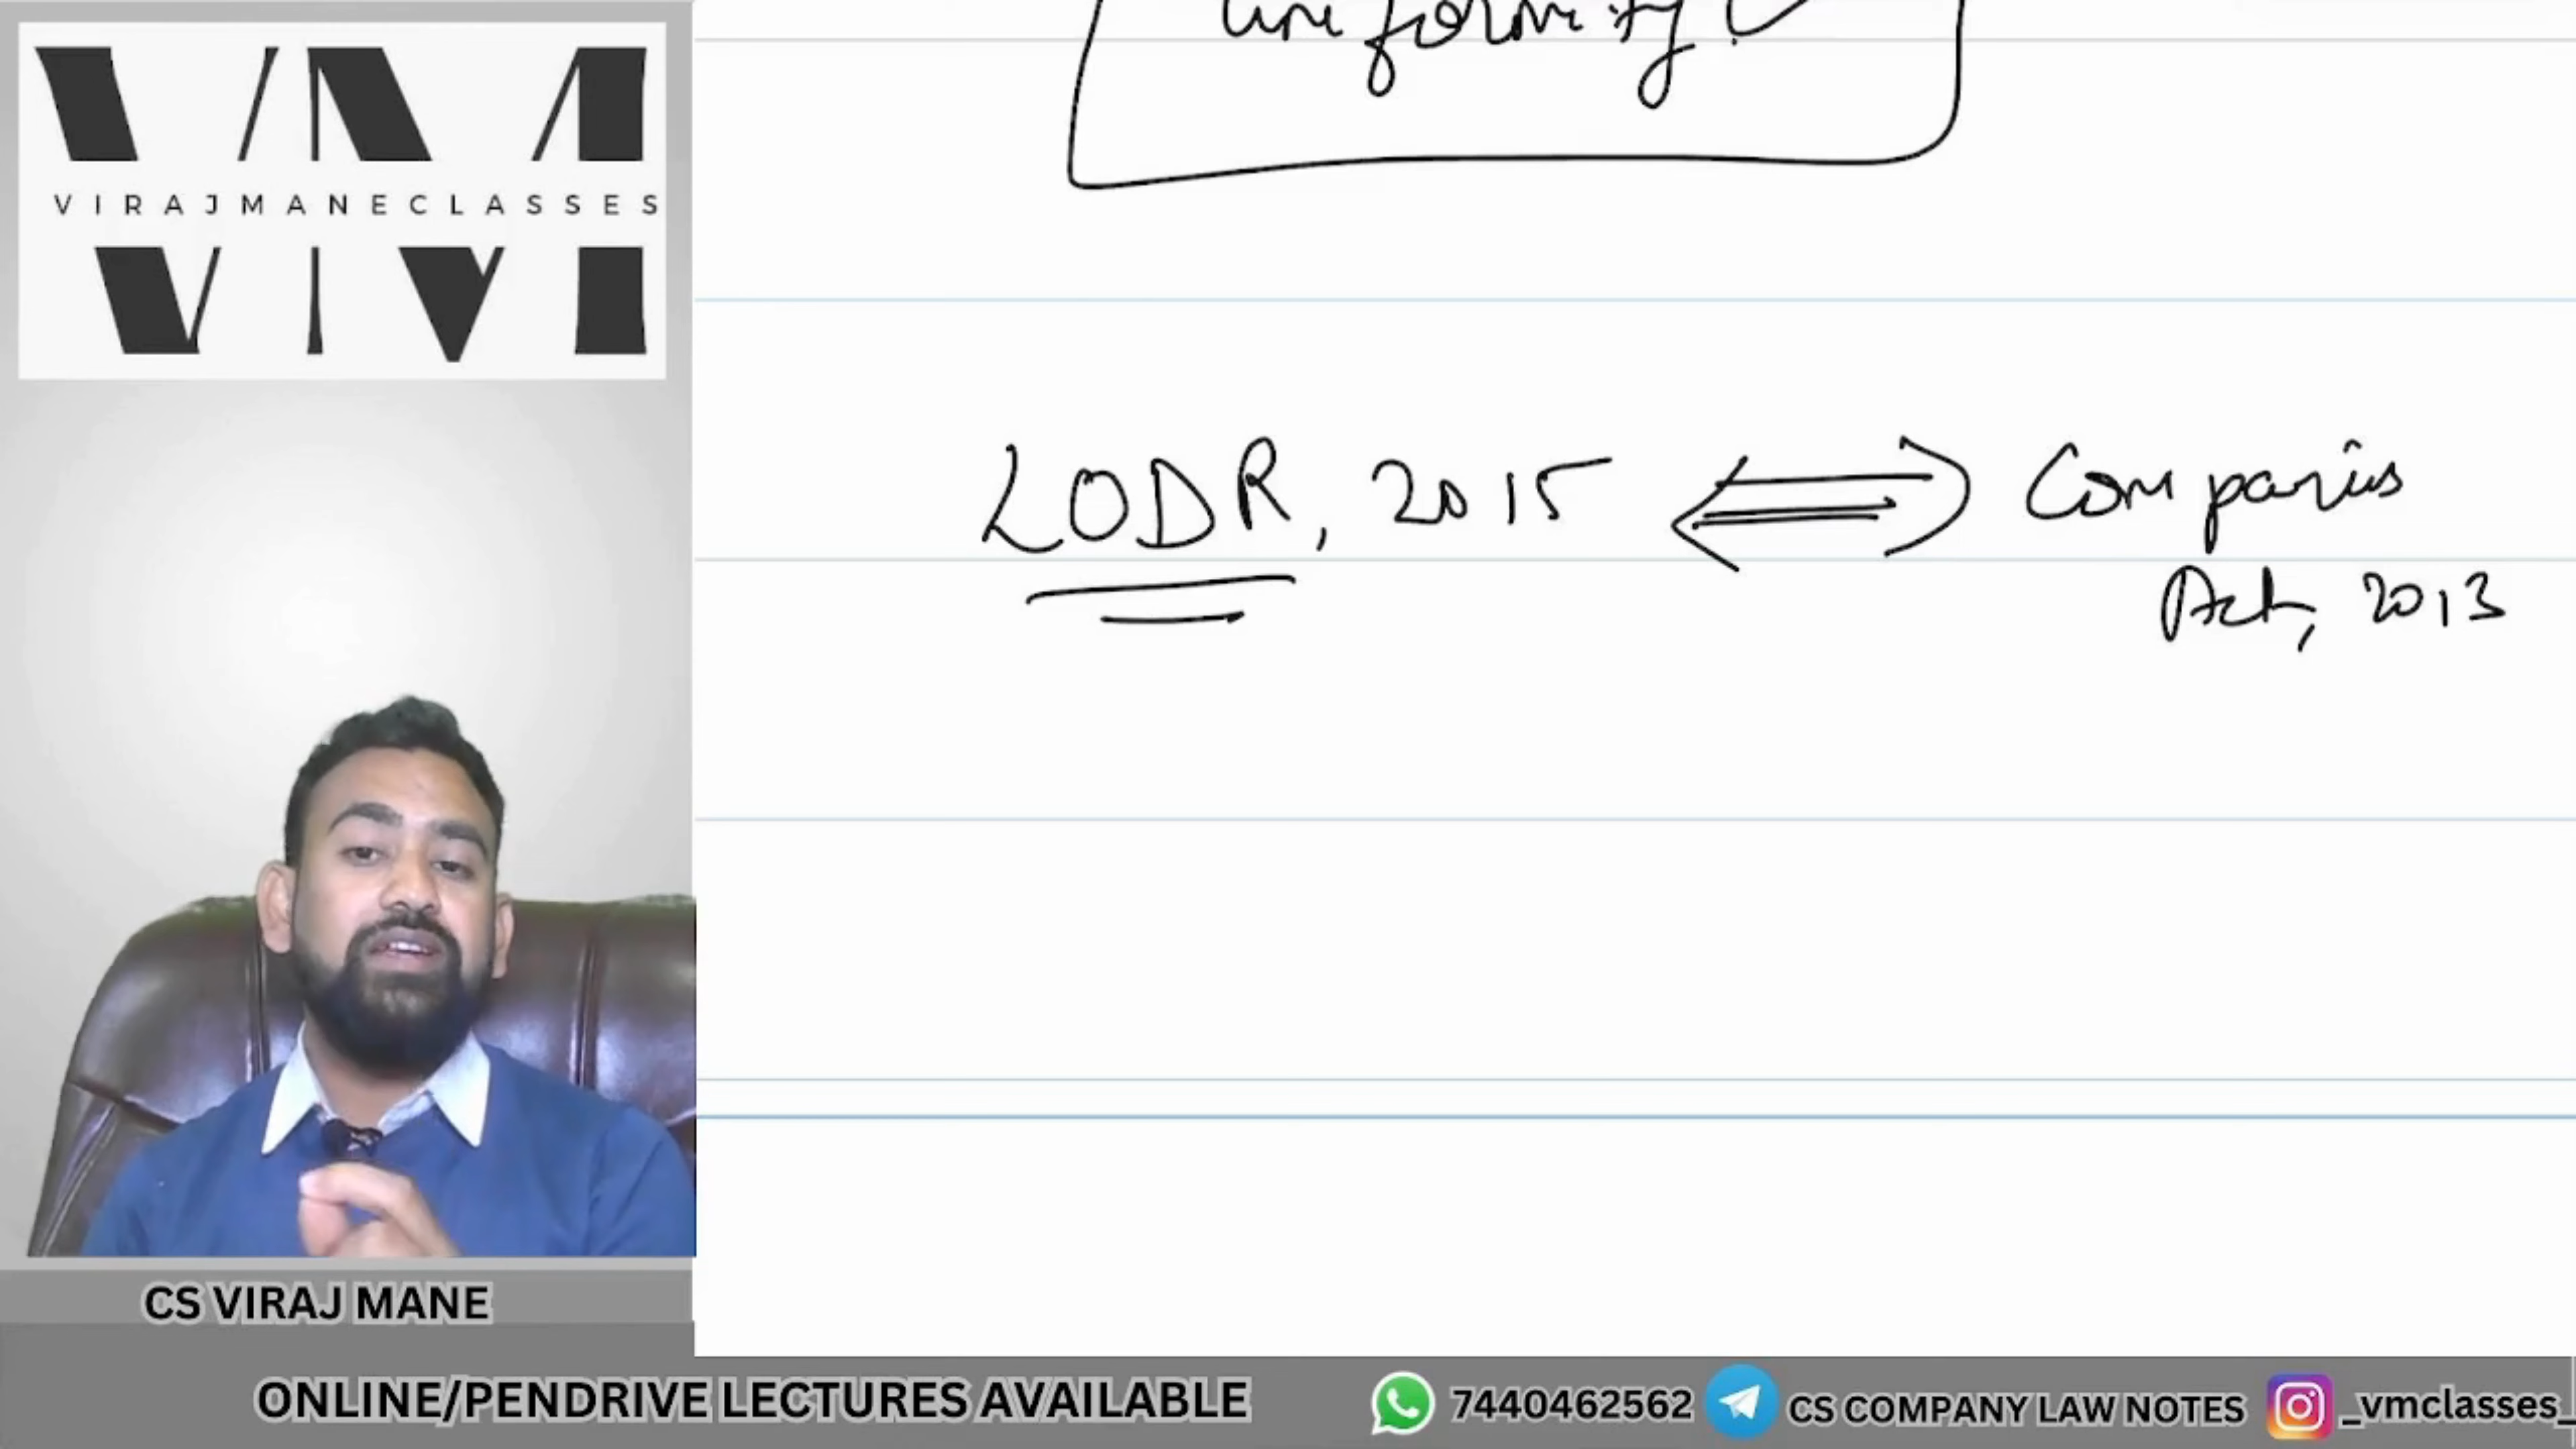 uniformity.
VIRAJMANECLASSES
LODR, 2015 Companies
Act, 2013
CS VIRAJ MANE
ONLINE/PENDRIVE LECTURES AVAILABLE 7440462562 CS COMPANY LAW NOTES _vmclasses_